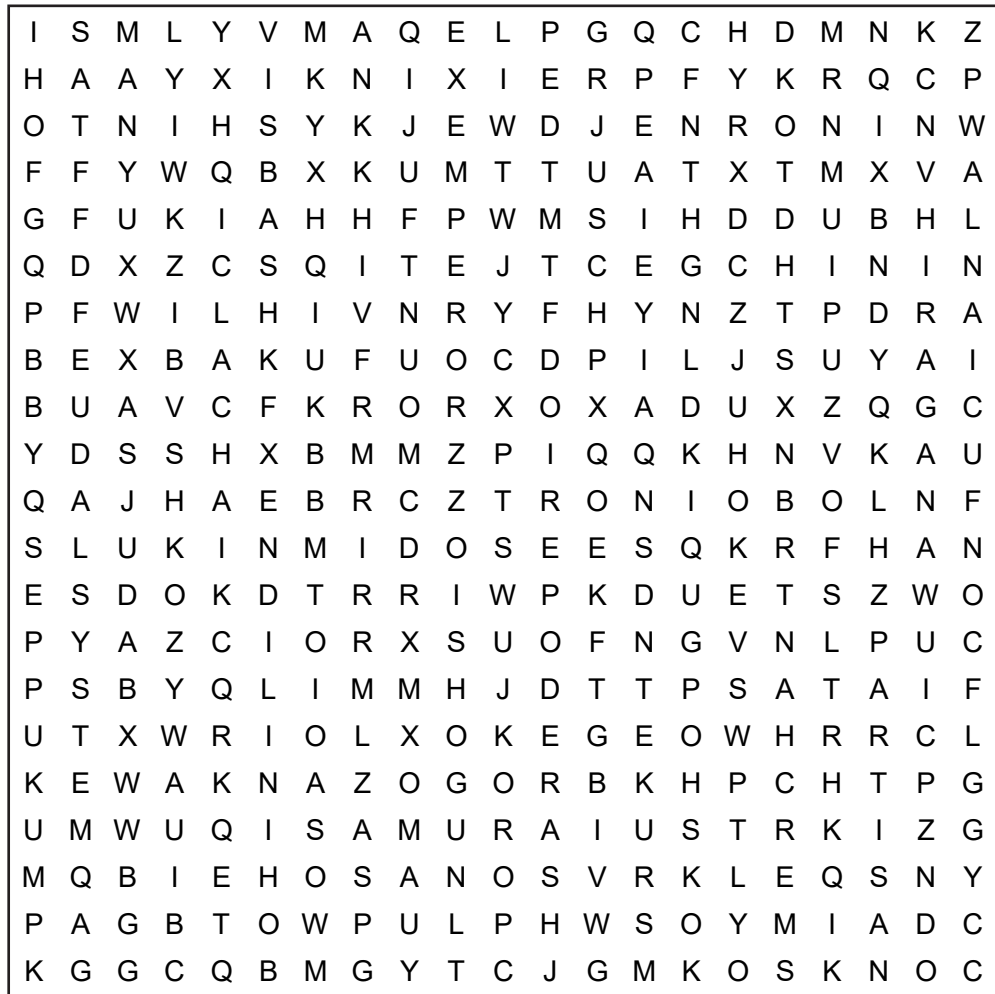 I S M L Y V M A Q E L P G Q C H D M N K Z
H A A Y X I K N I X I E R P F Y K R Q C P
O T N I H S Y K J E W D J E N R O N I N W
F F Y W Q B X K U M T T U A T X T M X V A
G F U K I A H H F P W M S I H D D U B H L
Q D X Z C S Q I T E J T C E G C H I N I N
P F W I L H I V N R Y F H Y N Z T P D R A
B E X B A K U F U O C D P I L J S U Y A I
B U A V C F K R O R X O X A D U X Z Q G C
Y D S S H X B M M Z P I Q Q K H N V K A U
Q A J H A E B R C Z T R O N I O B O L N F
S L U K I N M I D O S E E S Q K R F H A N
E S D O K D T R R I W P K D U E T S Z W O
P Y A Z C I O R X S U O F N G V N L P U C
P S B Y Q L I M M H J D T T P S A T A I F
U T X W R I O L X O K E G E O W H R R C L
K E W A K N A Z O G O R B K H P C H T P G
U M W U Q I S A M U R A I U S T R K I Z G
M Q B I E H O S A N O S V R K L E Q S N Y
P A G B T O W P U L P H W S O Y M I A D C
K G G C Q B M G Y T C J G M K O S K N O C